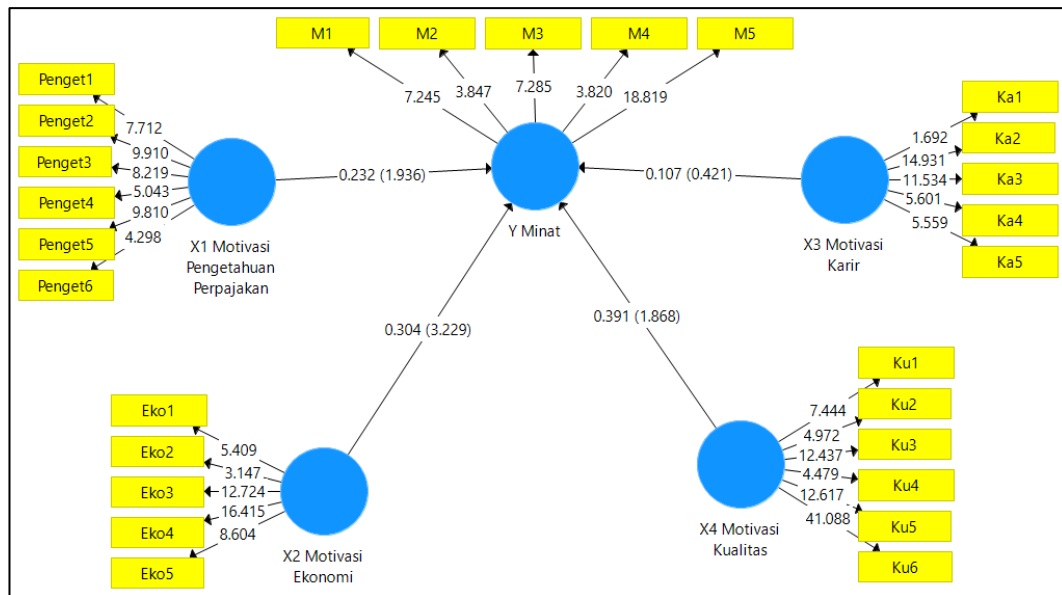 M1
M2
M3
M4
M5
7.245
3.847
7.285
3.820
18.819
Penget1
Penget2
Penget3
Penget4
Penget5
Penget6
7.712
9.910
8.219
5.043
9.810
4.298
X1 Motivasi
Pengetahuan
Perpajakan
0.232 (1.936)
Y Minat
0.107 (0.421)
Ka1
Ka2
Ka3
Ka4
Ka5
1.692
14.931
11.534
5.601
5.559
X3 Motivasi
Karir
0.304 (3.229)
0.391 (1.868)
Eko1
Eko2
Eko3
Eko4
Eko5
5.409
3.147
12.724
16.415
8.604
X2 Motivasi
Ekonomi
Ku1
Ku2
Ku3
Ku4
Ku5
Ku6
7.444
4.972
12.437
4.479
12.617
41.088
X4 Motivasi
Kualitas